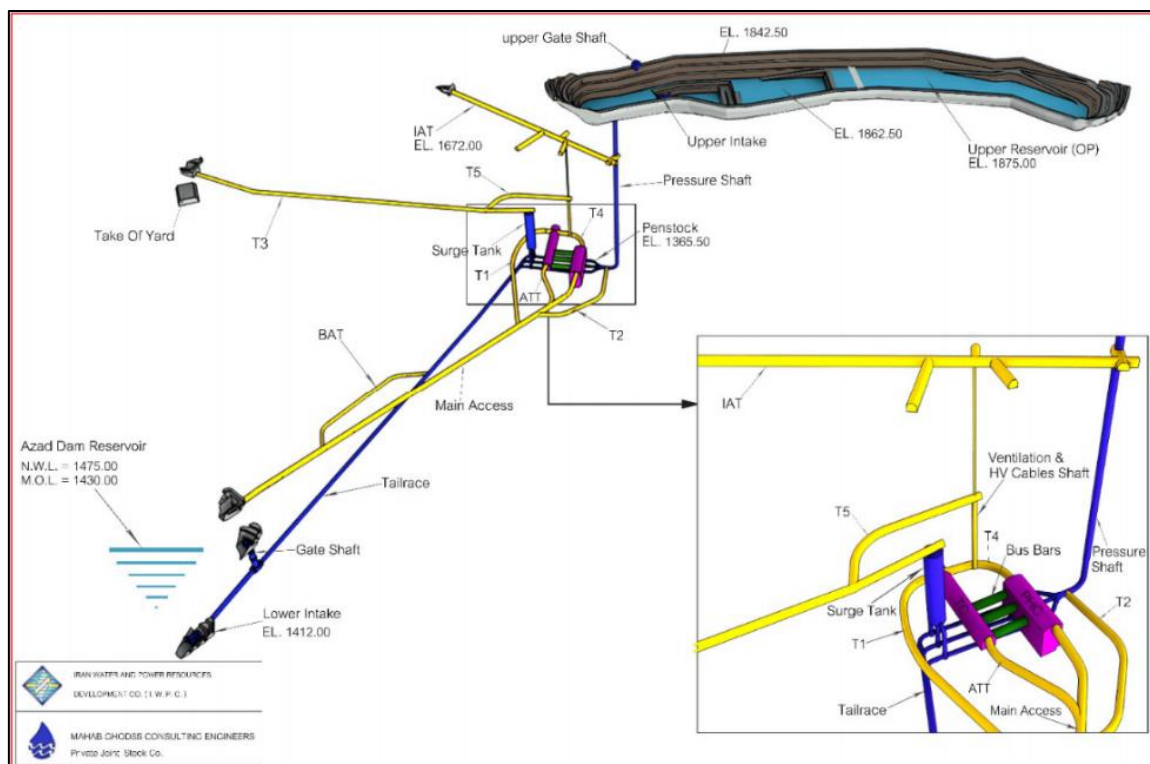 upper Gate Shaft
EL. 1842.50
IAT
EL. 1672.00
Upper Intake
EL. 1862.50
Upper Reservoir (OP)
EL. 1875.00
T5
Pressure Shaft
Take Of Yard
T3
Surge Tank
T4
Penstock
EL. 1365.50
T1
ATT
T2
BAT
Main Access
Azad Dam Reservoir
N.W.L. = 1475.00
M.O.L. = 1430.00
Tailrace
Gate Shaft
Lower Intake
EL. 1412.00
IAT
Ventilation &
HV Cables Shaft
T5
T4
Bus Bars
Pressure
Shaft
Surge Tank
PHC
T2
T1
ATT
Tailrace
Main Access
IRAN WATER AND POWER RESOURCES
DEVELOPMENT CO. ( I. W. P. C. )
MAHAB GHODSS CONSULTING ENGINEERS
Private Joint Stock Co.